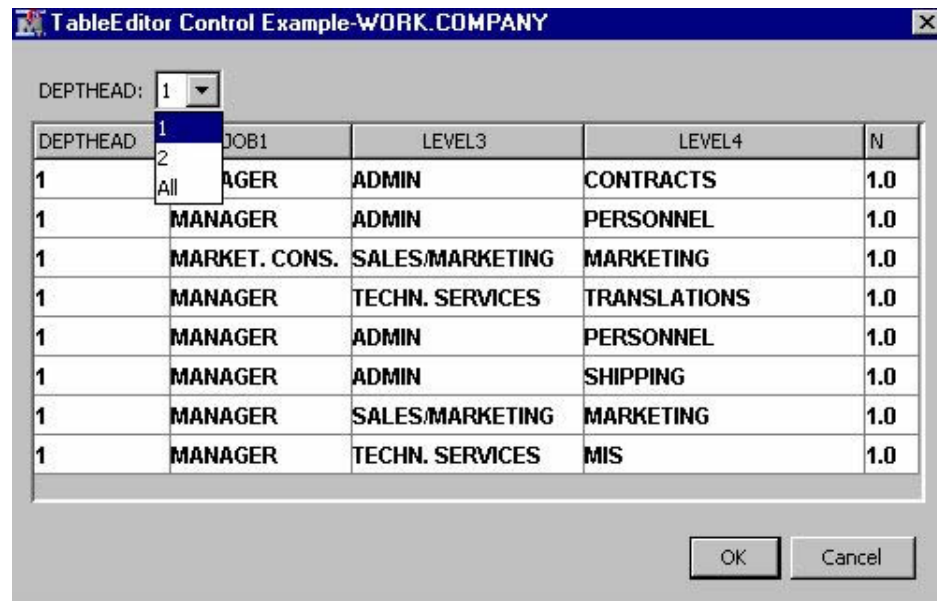 TableEditor Control Example-WORK.COMPANY
DEPTHEAD: 1
1
2
All
DEPTHEAD JOB1 LEVEL3 LEVEL4 N
1 AGER ADMIN CONTRACTS 1.0
1 MANAGER ADMIN PERSONNEL 1.0
1 MARKET. CONS. SALES/MARKETING MARKETING 1.0
1 MANAGER TECHN. SERVICES TRANSLATIONS 1.0
1 MANAGER ADMIN PERSONNEL 1.0
1 MANAGER ADMIN SHIPPING 1.0
1 MANAGER SALES/MARKETING MARKETING 1.0
1 MANAGER TECHN. SERVICES MIS 1.0
OK Cancel